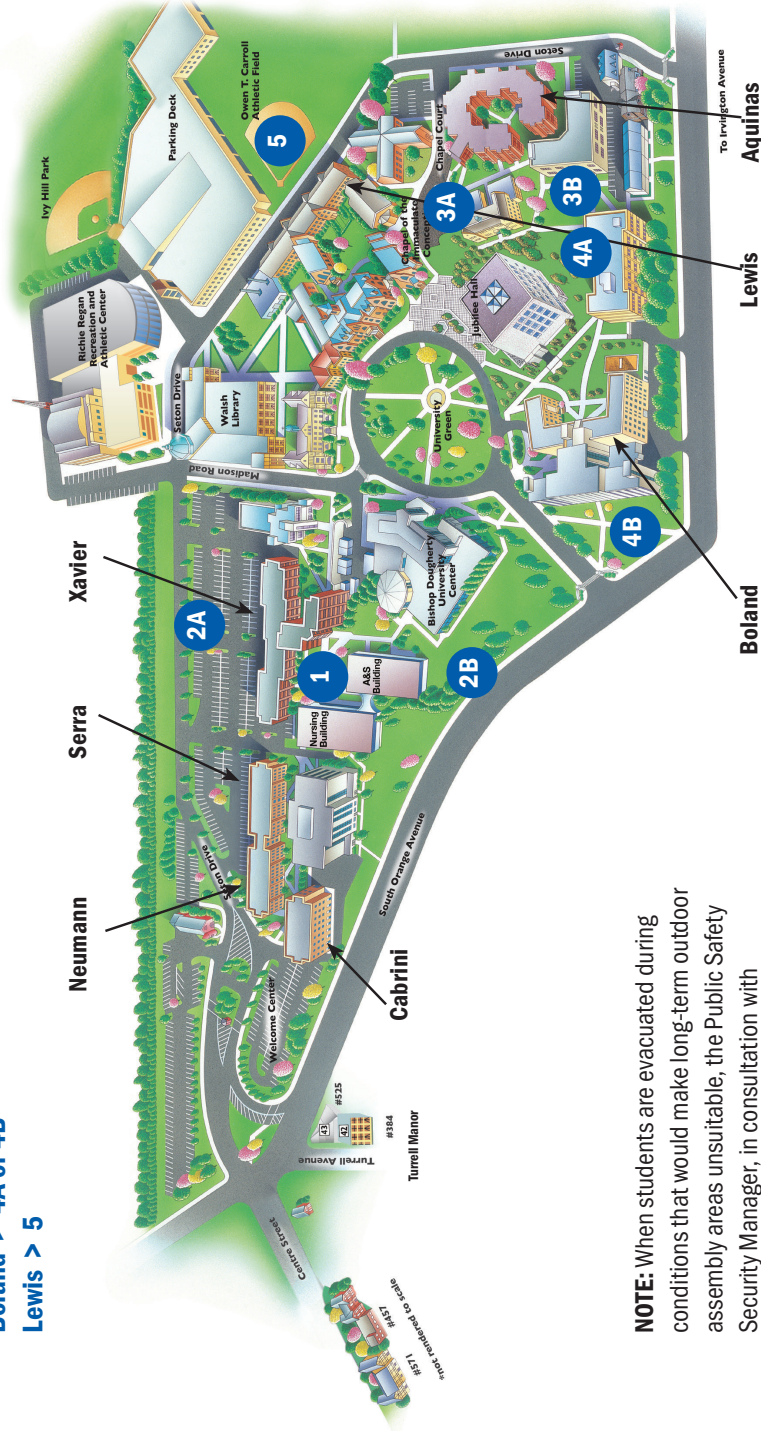 Lewis > 5
Neumann
Serra
Xavier
Ivy Hill Park
Parking Deck
Owen T. Carroll
Athletic Field
5
Richie Regan
Recreation and
Athletic Center
Seton Drive
Walsh
Library
Madison Road
2A
Seton Drive
Seton Drive
Chapel Court
Chapel of the
Immaculate
Conception
3A
3B
4A
Jubilee Hall
University
Green
Bishop Dougherty
University
Center
1
A&S
Building
Nursing
Building
2B
4B
Welcome Center
South Orange Avenue
To Irvington Avenue
Cabrini
Boland
Lewis
Aquinas
Centre Street
Turrell Avenue
43
42
#525
#384
Turrell Manor
#571
#457
*not rendered to scale
NOTE: When students are evacuated during
conditions that would make long-term outdoor
assembly areas unsuitable, the Public Safety
Security Manager, in consultation with